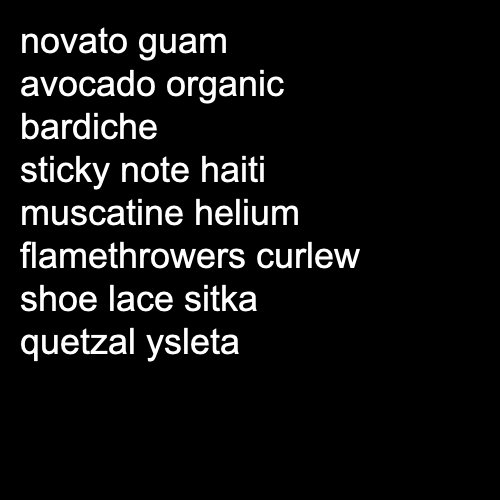 novato guam
avocado organic
bardiche
sticky note haiti
muscatine helium
flamethrowers curlew
shoe lace sitka
quetzal ysleta